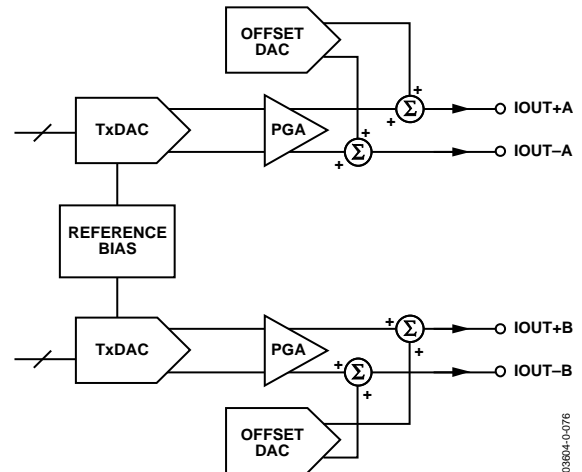 OFFSET
DAC
+
+
+
+
Σ
IOUT+A
TxDAC
PGA
Σ
IOUT–A
REFERENCE
BIAS
TxDAC
PGA
+
Σ
IOUT+B
+
+
Σ
IOUT–B
+
OFFSET
DAC
03604-0-076